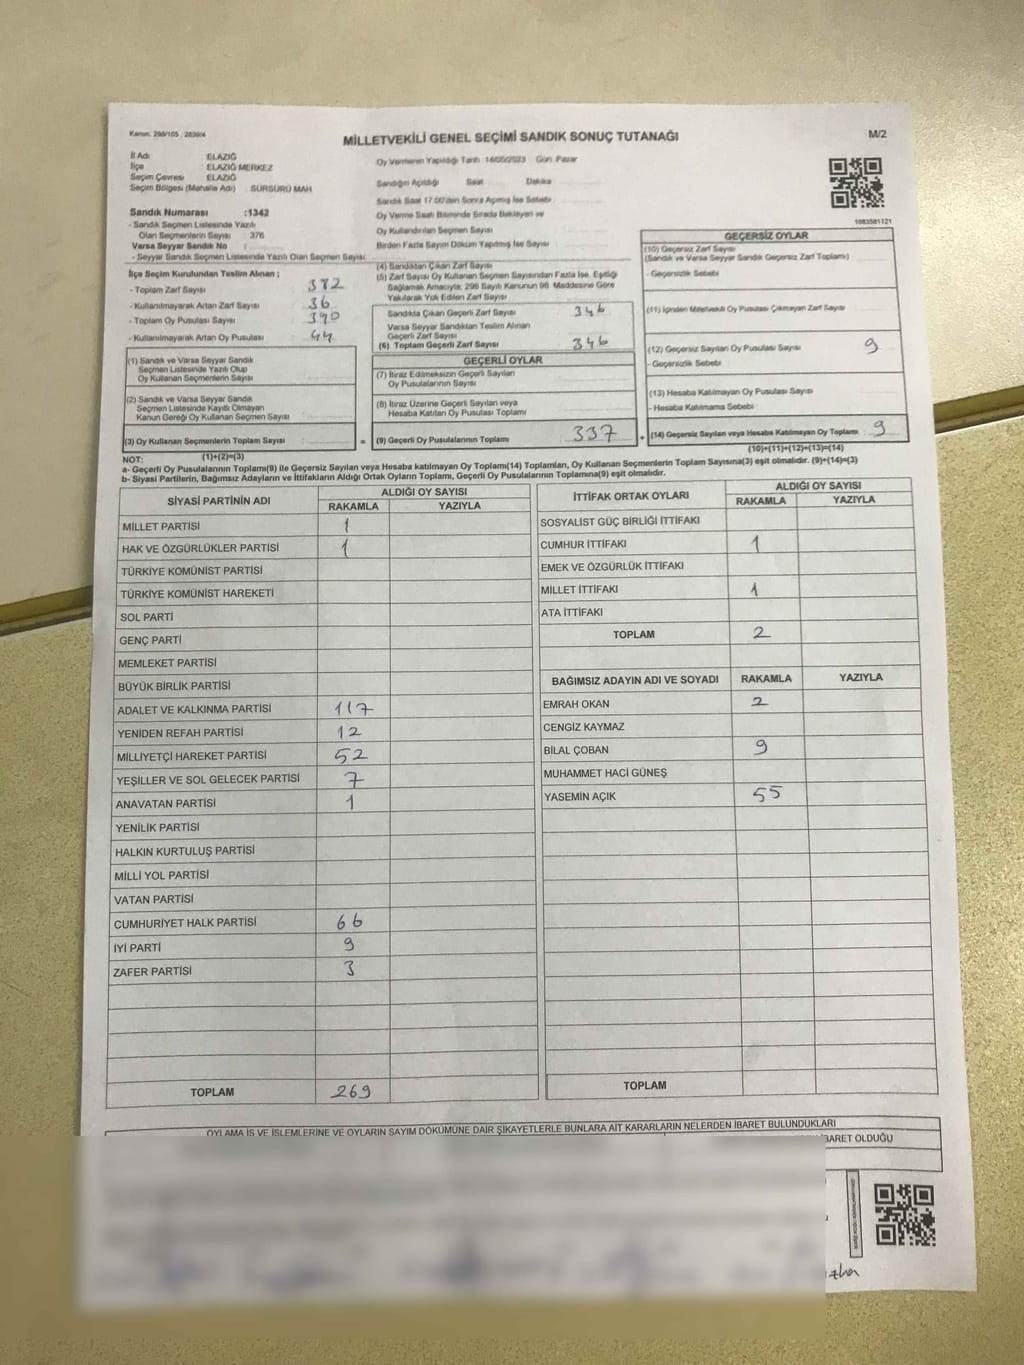 Kanun: 298/105 , 2839/4
MİLLETVEKİLİ GENEL SEÇİMİ SANDIK SONUÇ TUTANAĞI
M/2
İl Adı : ELAZIĞ
İlçe : ELAZIĞ MERKEZ
Seçim Çevresi : ELAZIĞ
Seçim Bölgesi (Mahalle Adı) : SÜRSÜRÜ MAH
Sandık Numarası :1342
- Sandık Seçmen Listesinde Yazılı
Olan Seçmenlerin Sayısı : 376
Varsa Seyyar Sandık No :
- Seyyar Sandık Seçmen Listesinde Yazılı Olan Seçmen Sayısı:
Oy Vermenin Yapıldığı Tarih: 14/05/2023 Gün: Pazar
Sandığın Açıldığı Saat Dakika
Sandık Saat 17.00'den Sonra Açılmış İse Sebebi
Oy Verme Saati Bitiminde Sırada Bekleyen ve
Oy Kullandırılan Seçmen Sayısı
Birden Fazla Sayım Döküm Yapılmış İse Sayısı
İlçe Seçim Kurulundan Teslim Alınan ;
- Toplam Zarf Sayısı 382
- Kullanılmayarak Artan Zarf Sayısı 36
- Toplam Oy Pusulası Sayısı 390
- Kullanılmayarak Artan Oy Pusulası 44
(1) Sandık ve Varsa Seyyar Sandık
Seçmen Listesinde Yazılı Olup
Oy Kullanan Seçmenlerin Sayısı
(2) Sandık ve Varsa Seyyar Sandık
Seçmen Listesinde Kayıtlı Olmayan
Kanun Gereği Oy Kullanan Seçmen Sayısı
(3) Oy Kullanan Seçmenlerin Toplam Sayısı
(1)+(2)=(3)
(4) Sandıktan Çıkan Zarf Sayısı
(5) Zarf Sayısı Oy Kullanan Seçmen Sayısından Fazla İse, Eşitliği
Sağlamak Amacıyla, 298 Sayılı Kanunun 98. Maddesine Göre
Yakılarak Yok Edilen Zarf Sayısı
Sandıkta Çıkan Geçerli Zarf Sayısı 346
Varsa Seyyar Sandıktan Teslim Alınan
Geçerli Zarf Sayısı
(6) Toplam Geçerli Zarf Sayısı 346
GEÇERLİ OYLAR
(7) İtiraz Edilmeksizin Geçerli Sayılan
Oy Pusulalarının Sayısı
(8) İtiraz Üzerine Geçerli Sayılan veya
Hesaba Katılan Oy Pusulası Toplamı
= (9) Geçerli Oy Pusulalarının Toplamı 337
1083581121
GEÇERSİZ OYLAR
(10) Geçersiz Zarf Sayısı
(Sandık ve Varsa Seyyar Sandık Geçersiz Zarf Toplamı)
- Geçersizlik Sebebi
(11) İçinden Milletvekili Oy Pusulası Çıkmayan Zarf Sayısı
(12) Geçersiz Sayılan Oy Pusulası Sayısı 9
- Geçersizlik Sebebi
(13) Hesaba Katılmayan Oy Pusulası Sayısı
- Hesaba Katılmama Sebebi
+ (14) Geçersiz Sayılan veya Hesaba Katılmayan Oy Toplamı 9
(10)+(11)+(12)+(13)=(14)
NOT:
a- Geçerli Oy Pusulalarının Toplamı(9) ile Geçersiz Sayılan veya Hesaba katılmayan Oy Toplamı(14) Toplamları, Oy Kullanan Seçmenlerin Toplam Sayısına(3) eşit olmalıdır. (9)+(14)=(3)
b- Siyasi Partilerin, Bağımsız Adayların ve İttifakların Aldığı Ortak Oyların Toplamı, Geçerli Oy Pusulalarının Toplamına(9) eşit olmalıdır.
SİYASİ PARTİNİN ADI ALDIĞI OY SAYISI
RAKAMLA YAZIYLA
MİLLET PARTİSİ 1
HAK VE ÖZGÜRLÜKLER PARTİSİ 1
TÜRKİYE KOMÜNİST PARTİSİ
TÜRKİYE KOMÜNİST HAREKETİ
SOL PARTİ
GENÇ PARTİ
MEMLEKET PARTİSİ
BÜYÜK BİRLİK PARTİSİ
ADALET VE KALKINMA PARTİSİ 117
YENİDEN REFAH PARTİSİ 12
MİLLİYETÇİ HAREKET PARTİSİ 52
YEŞİLLER VE SOL GELECEK PARTİSİ 7
ANAVATAN PARTİSİ 1
YENİLİK PARTİSİ
HALKIN KURTULUŞ PARTİSİ
MİLLİ YOL PARTİSİ
VATAN PARTİSİ
CUMHURİYET HALK PARTİSİ 66
İYİ PARTİ 9
ZAFER PARTİSİ 3
TOPLAM 269
İTTİFAK ORTAK OYLARI ALDIĞI OY SAYISI
RAKAMLA YAZIYLA
SOSYALİST GÜÇ BİRLİĞİ İTTİFAKI
CUMHUR İTTİFAKI 1
EMEK VE ÖZGÜRLÜK İTTİFAKI
MİLLET İTTİFAKI 1
ATA İTTİFAKI
TOPLAM 2
BAĞIMSIZ ADAYIN ADI VE SOYADI RAKAMLA YAZIYLA
EMRAH OKAN 2
CENGİZ KAYMAZ
BİLAL ÇOBAN 9
MUHAMMET HACİ GÜNEŞ
YASEMİN AÇIK 55
TOPLAM
OYLAMA İŞ VE İŞLEMLERİNE VE OYLARIN SAYIM DÖKÜMÜNE DAİR ŞİKAYETLERLE BUNLARA AİT KARARLARIN NELERDEN İBARET BULUNDUKLARI
İBARET OLDUĞU